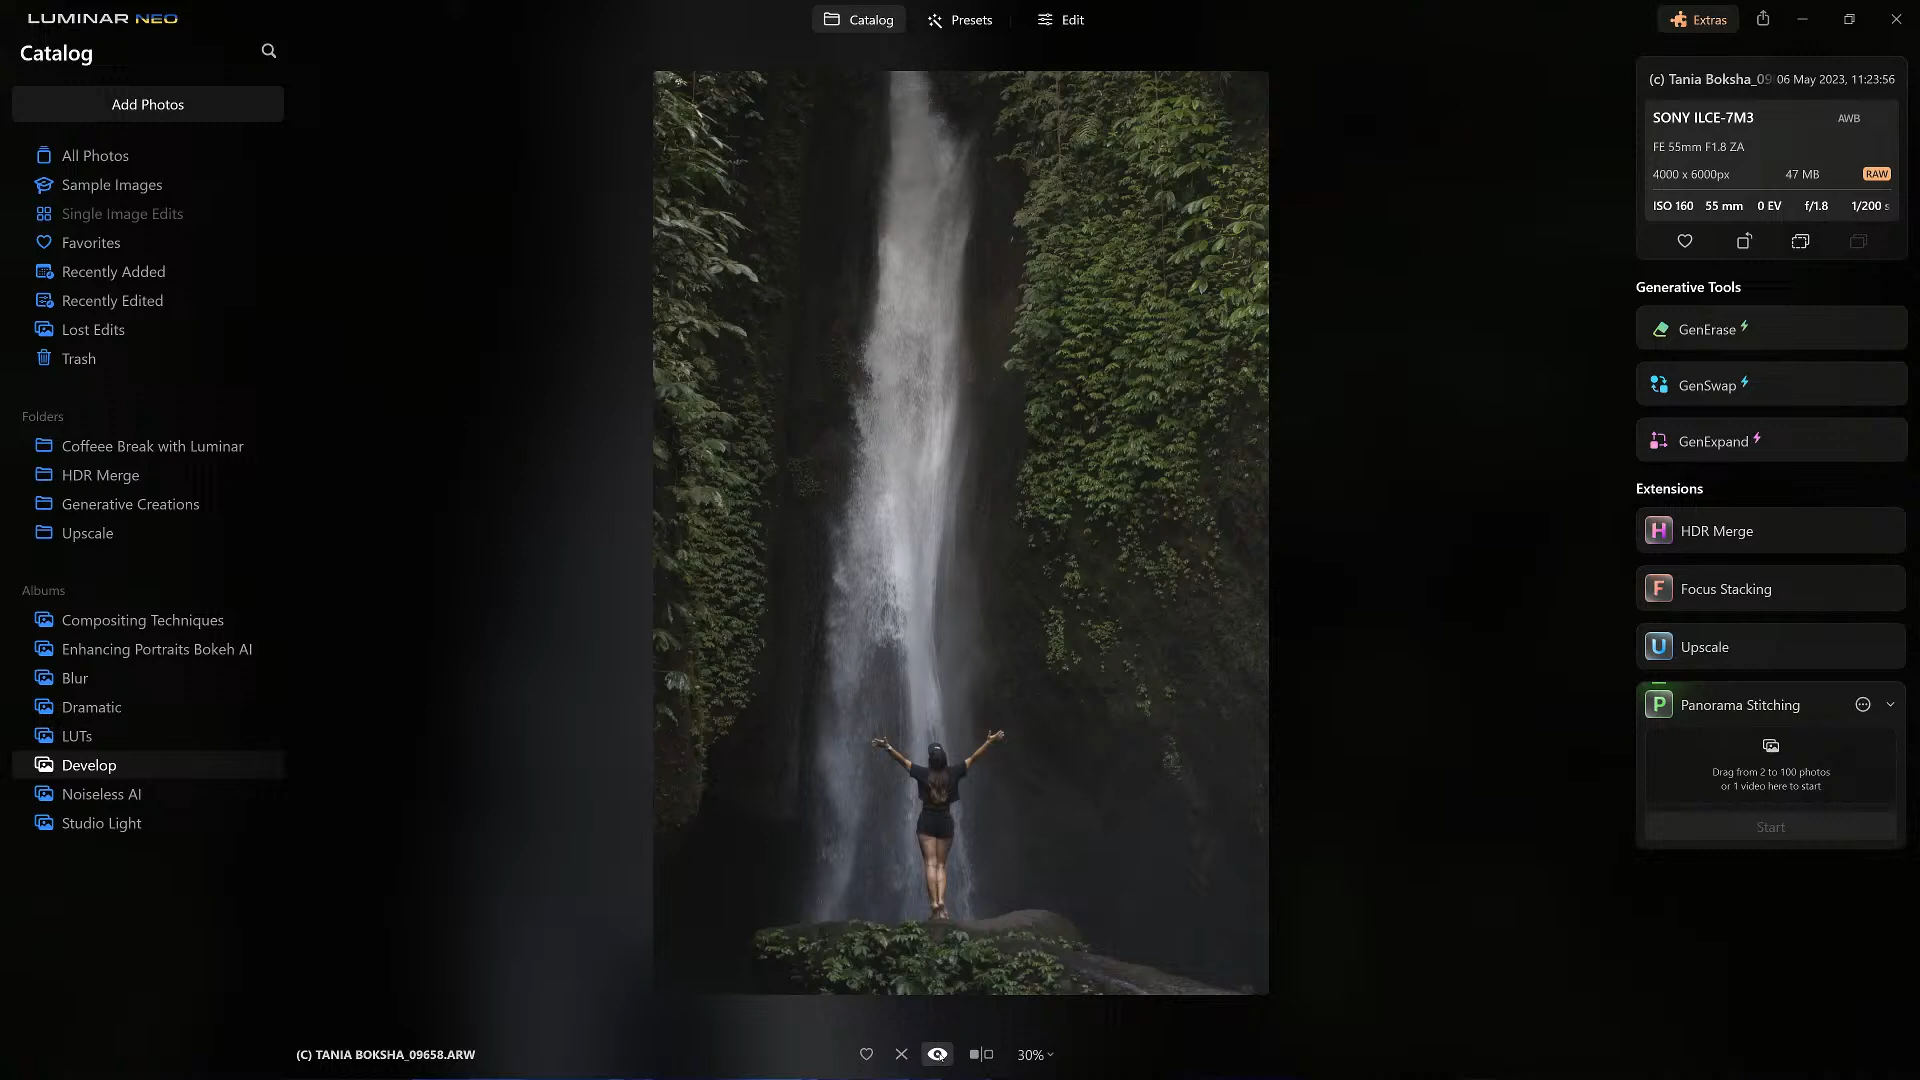 LUMINAR NEO
Catalog
Presets
Edit
Extras
Catalog
Add Photos
All Photos
Sample Images
Single Image Edits
Favorites
Recently Added
Recently Edited
Lost Edits
Trash
Folders
Coffeee Break with Luminar
HDR Merge
Generative Creations
Upscale
Albums
Compositing Techniques
Enhancing Portraits Bokeh AI
Blur
Dramatic
LUTs
Develop
Noiseless AI
Studio Light
(C) TANIA BOKSHA_09658.ARW
30%
(c) Tania Boksha_09 06 May 2023, 11:23:56
SONY ILCE-7M3 AWB
FE 55mm F1.8 ZA
4000 x 6000px 47 MB RAW
ISO 160 55 mm 0 EV f/1.8 1/200 s
Generative Tools
GenErase
GenSwap
GenExpand
Extensions
H HDR Merge
F Focus Stacking
U Upscale
P Panorama Stitching
Drag from 2 to 100 photos
or 1 video here to start
Start